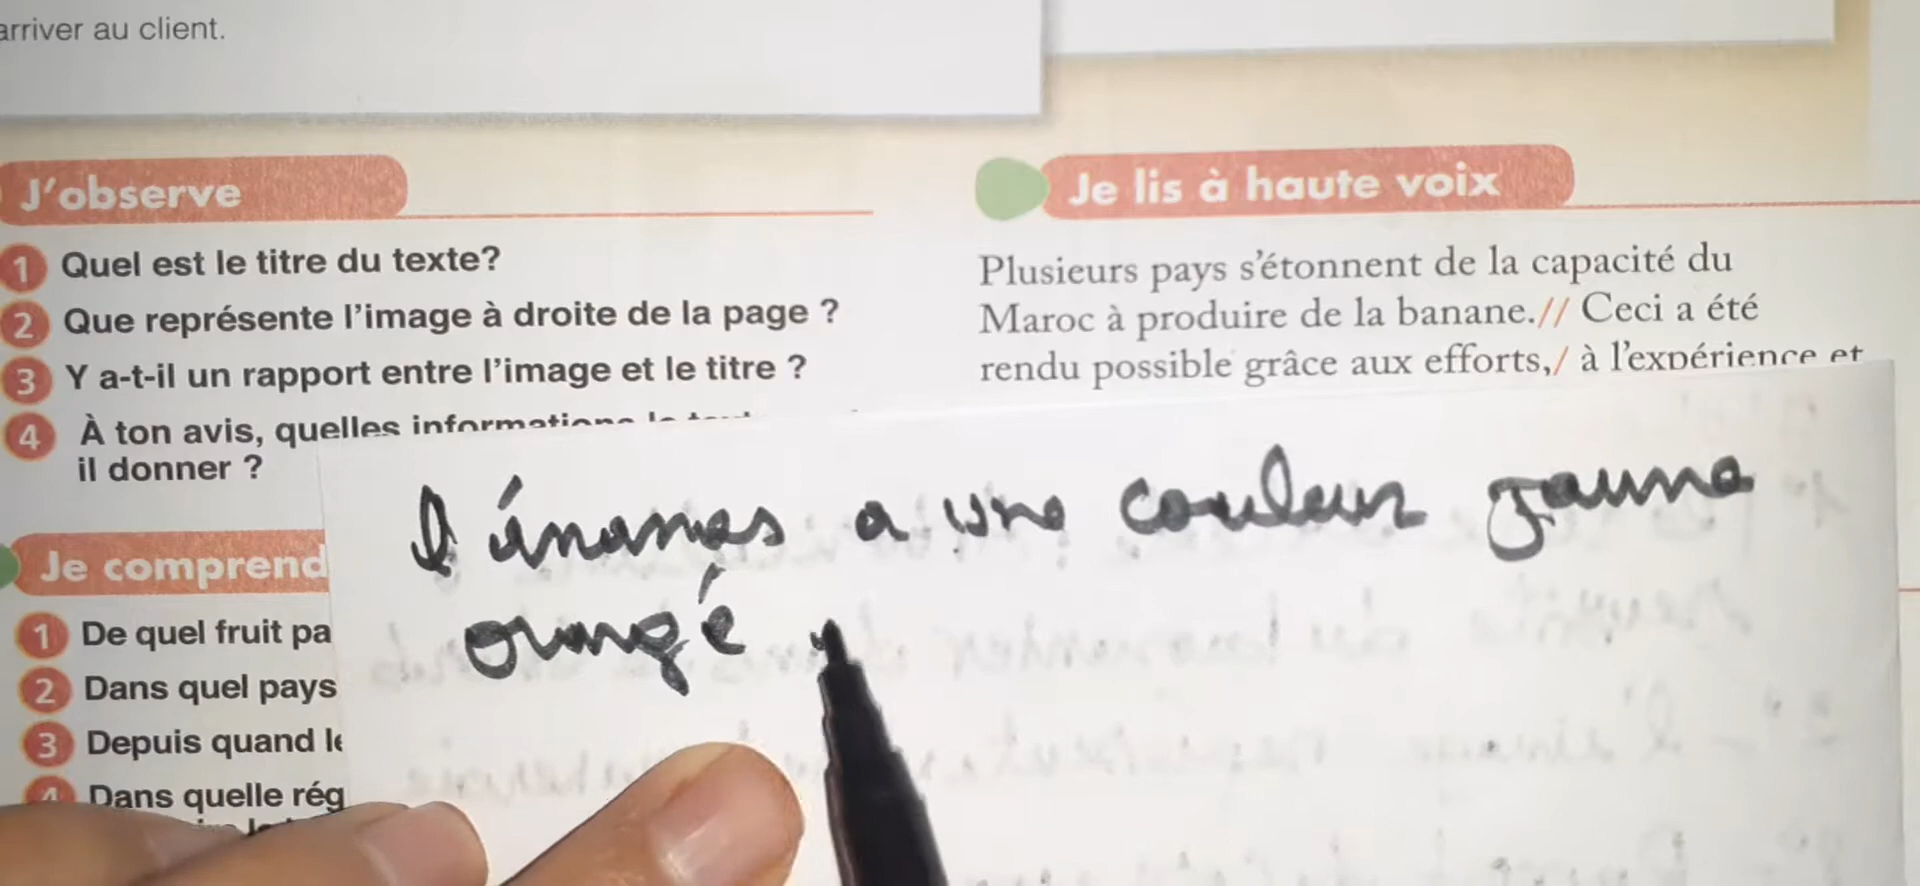 arriver au client.
J'observe
1 Quel est le titre du texte?
2 Que représente l'image à droite de la page ?
3 Y a-t-il un rapport entre l'image et le titre ?
4 À ton avis, quelles informations le
il donner ?
Je comprend
1 De quel fruit pa
2 Dans quel pays
3 Depuis quand le
4 Dans quelle rég
Je lis à haute voix
Plusieurs pays s'étonnent de la capacité du
Maroc à produire de la banane.// Ceci a été
rendu possible grâce aux efforts,/ à l'expérience et
l'ananas a une couleur jaune
orangé